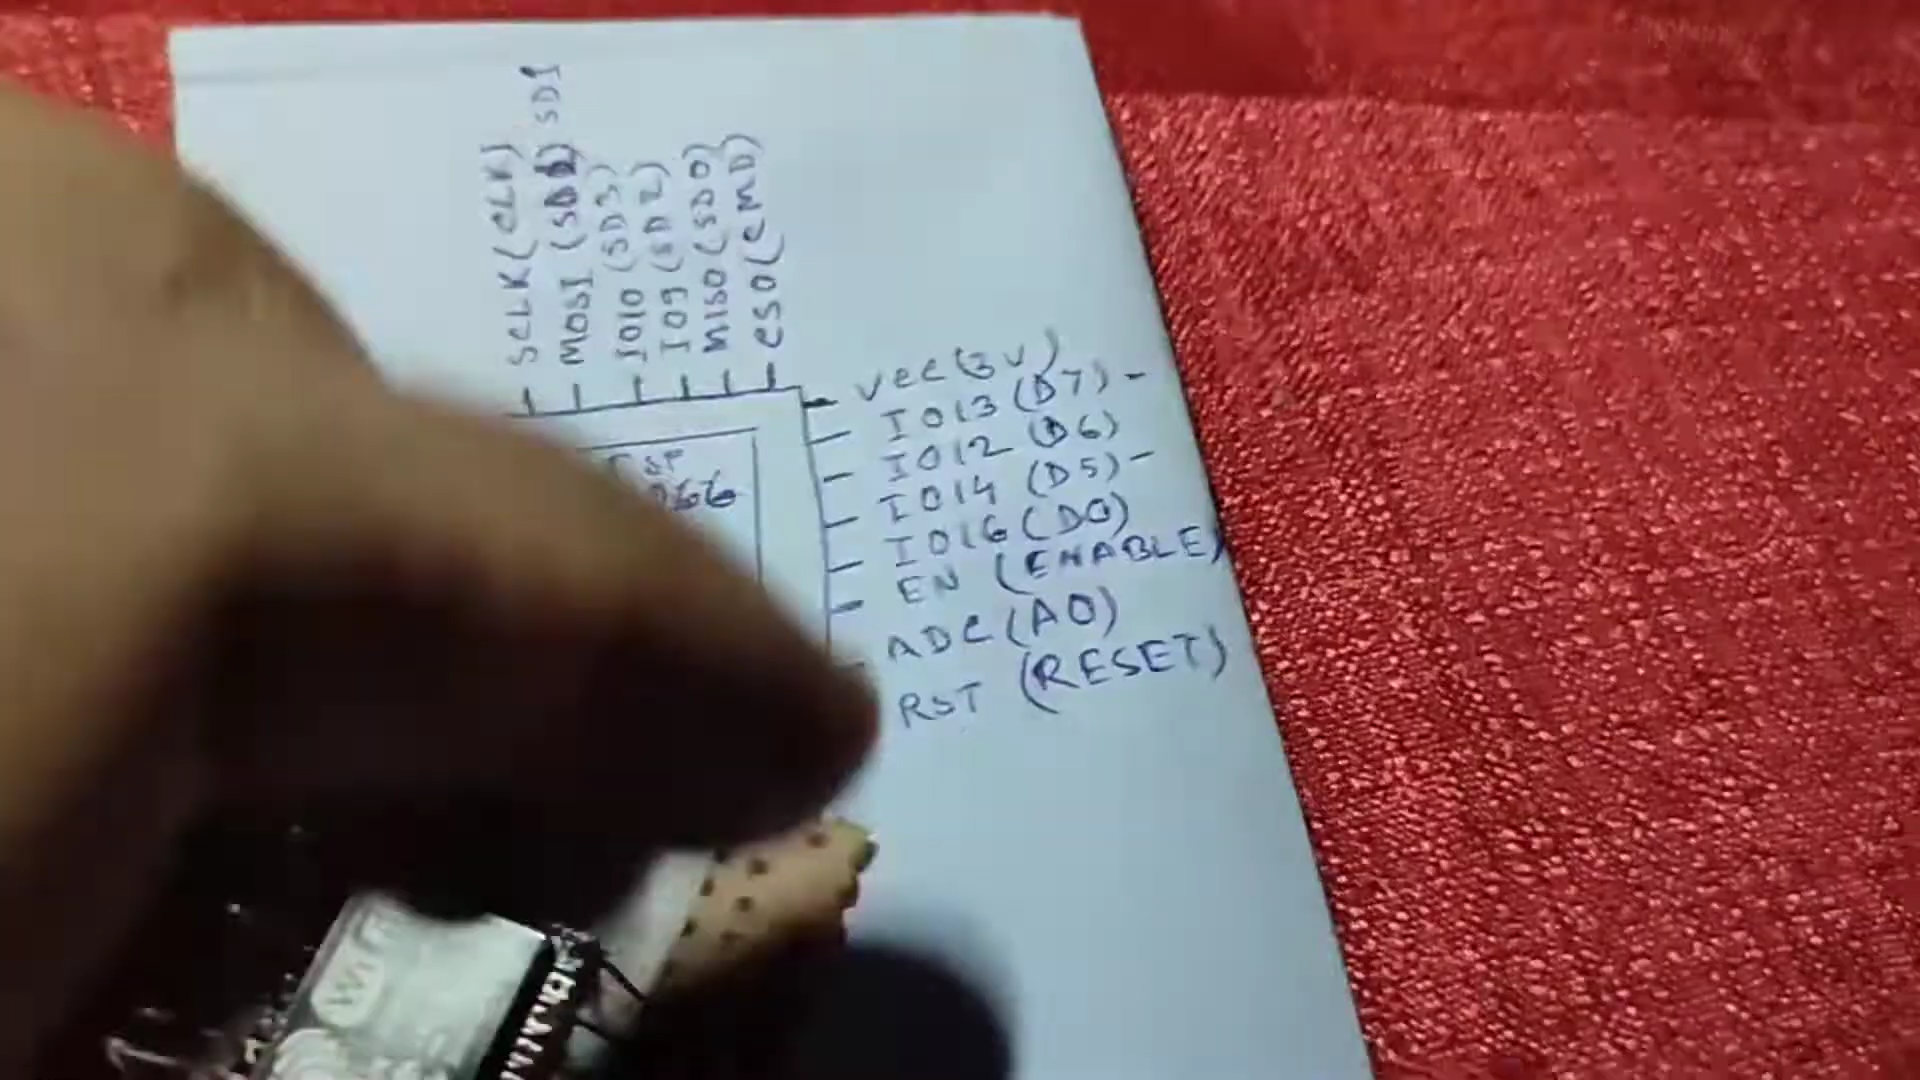 SCLK (CLK)
MOSI (SD1) SD1
IO10 (SD3)
IO9 (SD2)
MISO (SD0)
CSO (CMD)
VCC (3V)
IO13 (D7) -
IO12 (D6)
IO14 (D5) -
IO16 (D0)
EN (ENABLE)
ADC (A0)
RST (RESET)